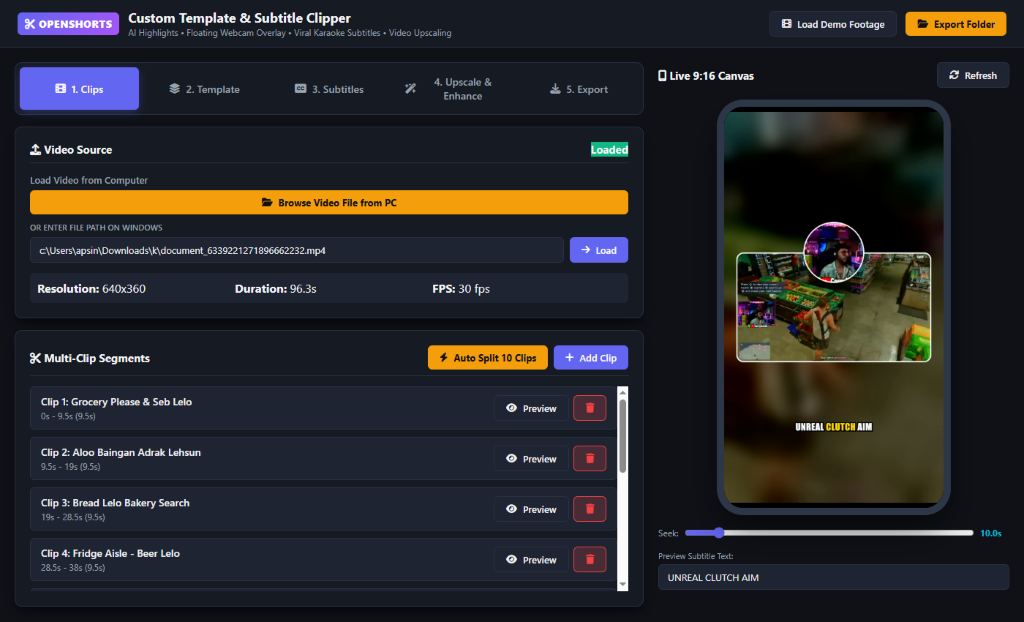 OPENSHORTS
Custom Template & Subtitle Clipper
AI Highlights • Floating Webcam Overlay • Viral Karaoke Subtitles • Video Upscaling
Load Demo Footage
Export Folder
1. Clips
2. Template
CC
3. Subtitles
4. Upscale &
Enhance
5. Export
Video Source
Loaded
Load Video from Computer
Browse Video File from PC
OR ENTER FILE PATH ON WINDOWS
c:\Users\apsin\Downloads\k\document_6339221271896662232.mp4
Load
Resolution: 640x360
Duration: 96.3s
FPS: 30 fps
Multi-Clip Segments
Auto Split 10 Clips
Add Clip
Clip 1: Grocery Please & Seb Lelo
0s - 9.5s (9.5s)
Preview
Clip 2: Aloo Baingan Adrak Lehsun
9.5s - 19s (9.5s)
Preview
Clip 3: Bread Lelo Bakery Search
19s - 28.5s (9.5s)
Preview
Clip 4: Fridge Aisle - Beer Lelo
28.5s - 38s (9.5s)
Preview
Live 9:16 Canvas
Refresh
UNREAL CLUTCH AIM
Seek:
10.0s
Preview Subtitle Text:
UNREAL CLUTCH AIM